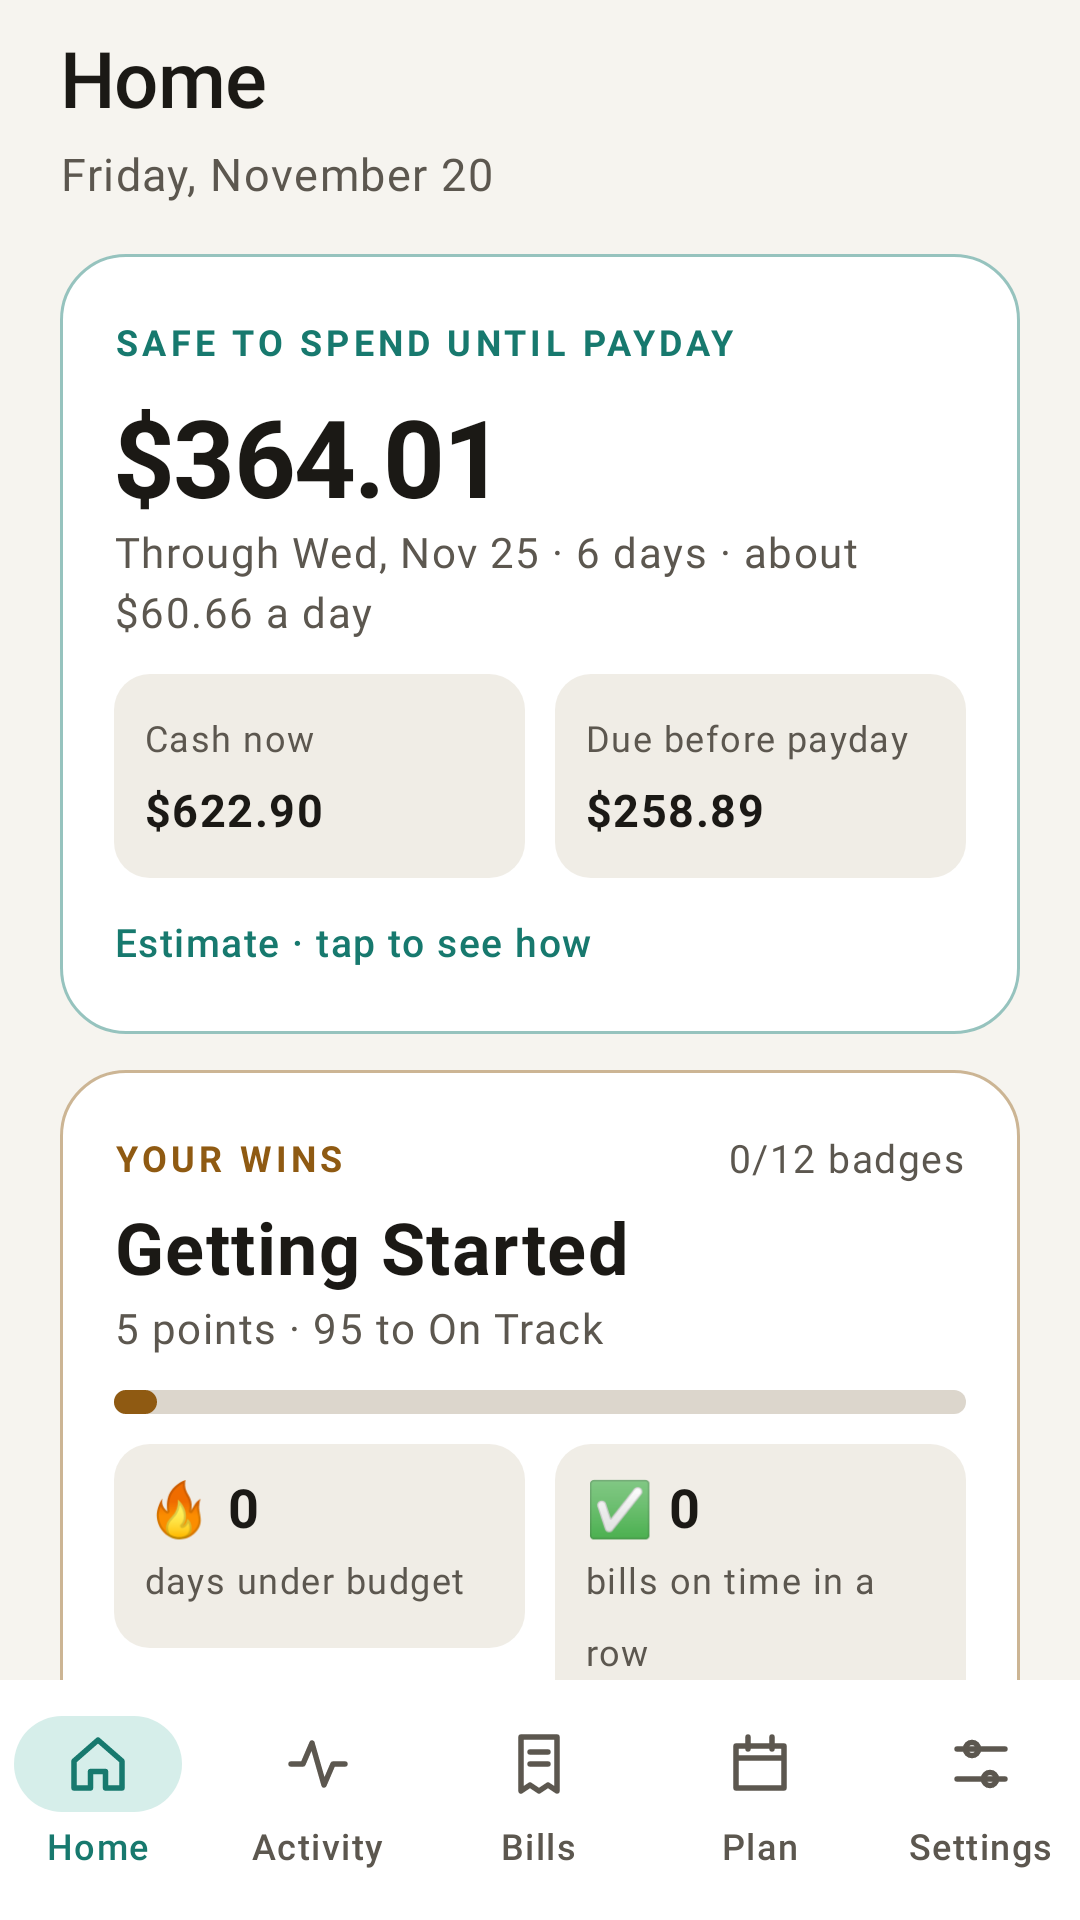 Home
Friday, November 20
SAFE TO SPEND UNTIL PAYDAY
$364.01
Through Wed, Nov 25 · 6 days · about
$60.66 a day
Cash now
$622.90
Due before payday
$258.89
Estimate · tap to see how
YOUR WINS
0/12 badges
Getting Started
5 points · 95 to On Track
🔥 0
days under budget
✅ 0
bills on time in a
row
Home
Activity
Bills
Plan
Settings